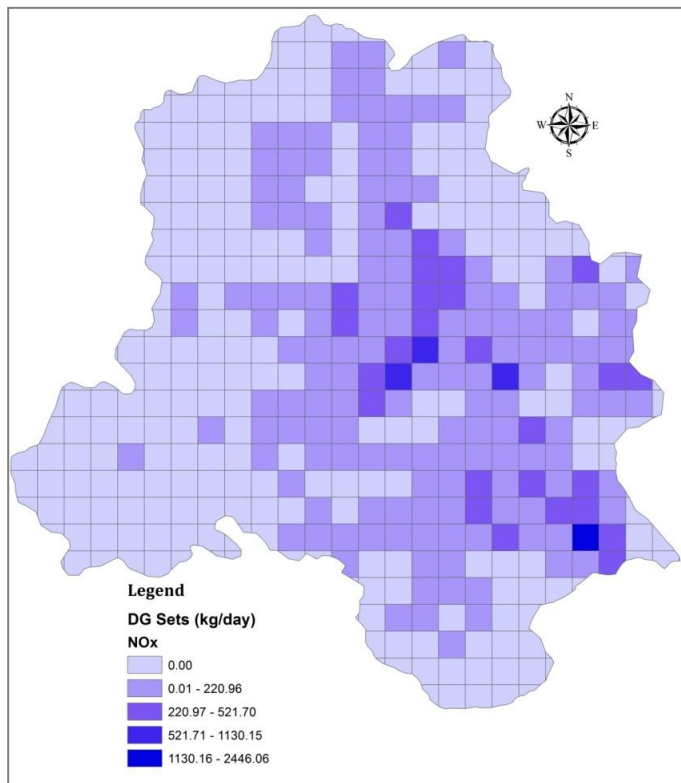 N
W E
S
Legend
DG Sets (kg/day)
NOx
0.00
0.01 - 220.96
220.97 - 521.70
521.71 - 1130.15
1130.16 - 2446.06